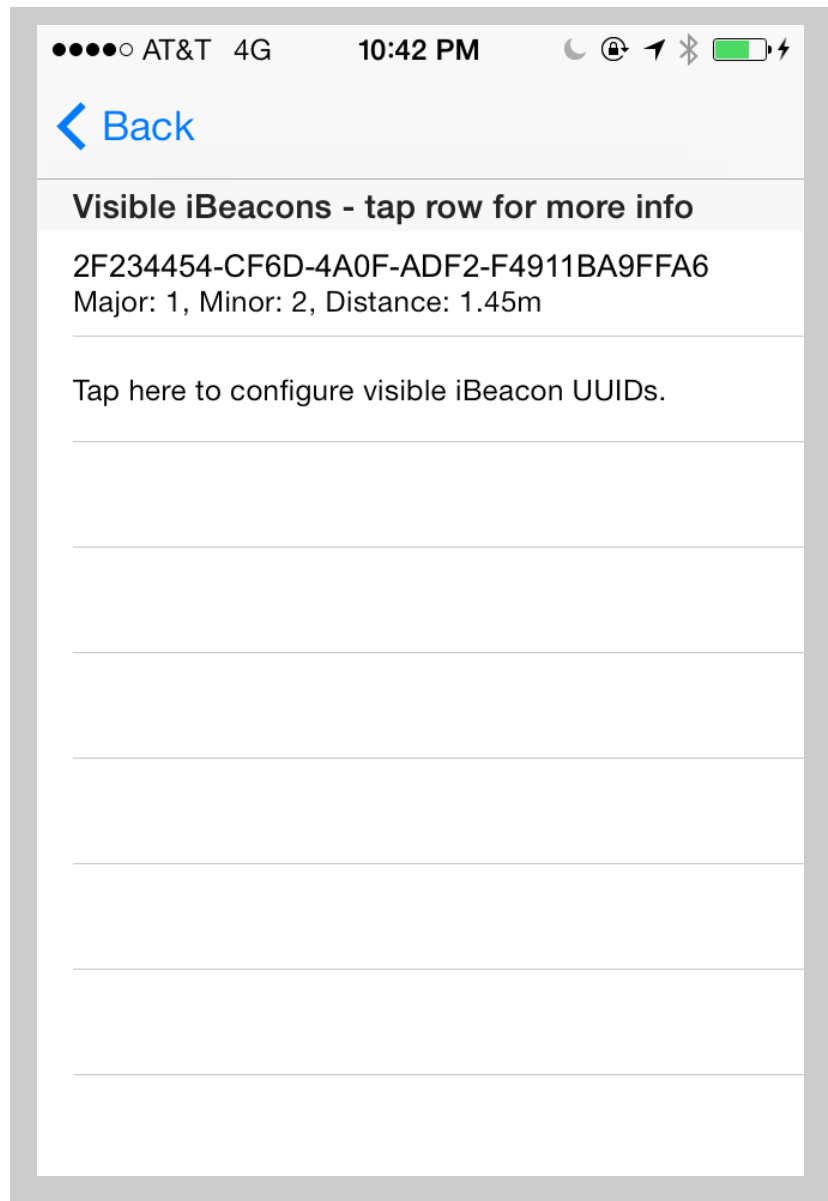 AT&T 4G 10:42 PM
Back
Visible iBeacons - tap row for more info
2F234454-CF6D-4A0F-ADF2-F4911BA9FFA6
Major: 1, Minor: 2, Distance: 1.45m
Tap here to configure visible iBeacon UUIDs.